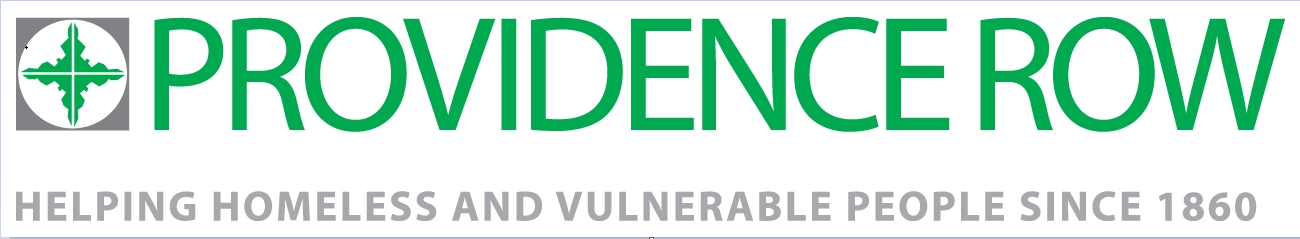 PROVIDENCE ROW
HELPING HOMELESS AND VULNERABLE PEOPLE SINCE 1860